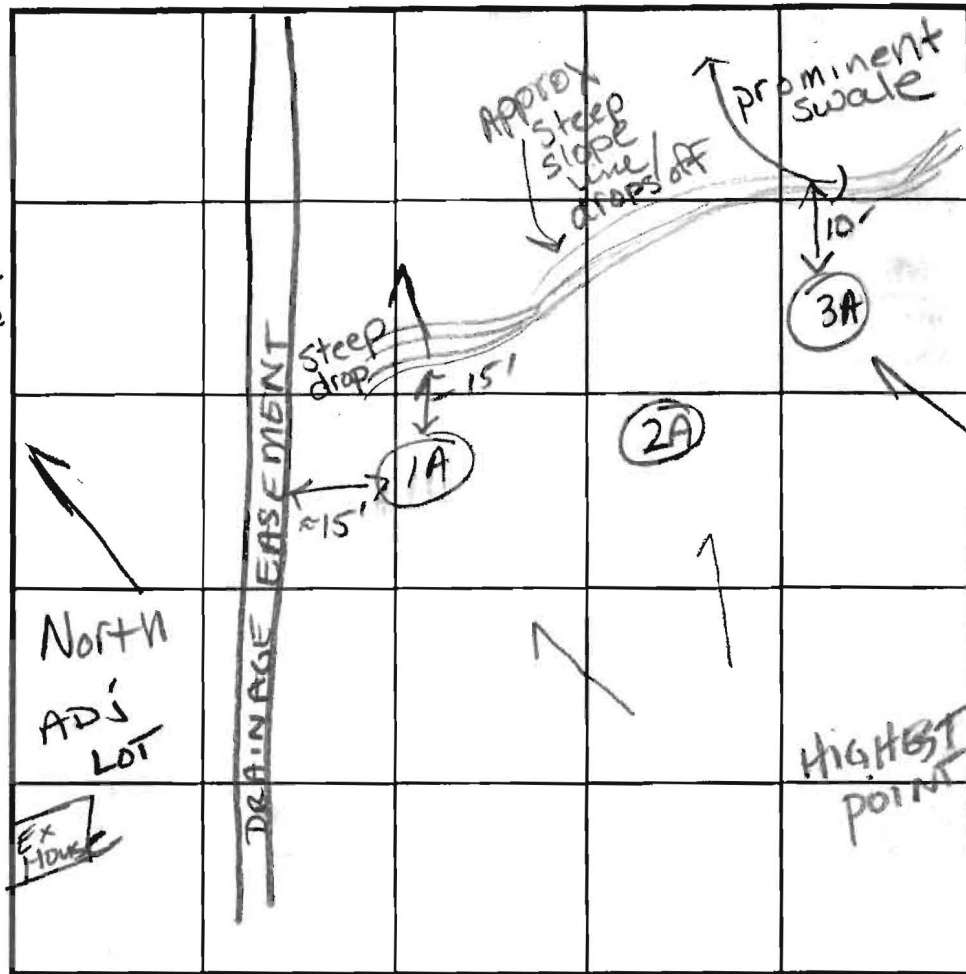 prominent
swale
Approx
steep
slope
line/
drops off
10'
3A
steep
drop
≈ 15'
1A
2A
≈15'
DRAINAGE EASEMENT
North
ADJ
LOT
HIGHEST
POINT
EX
HOUSE